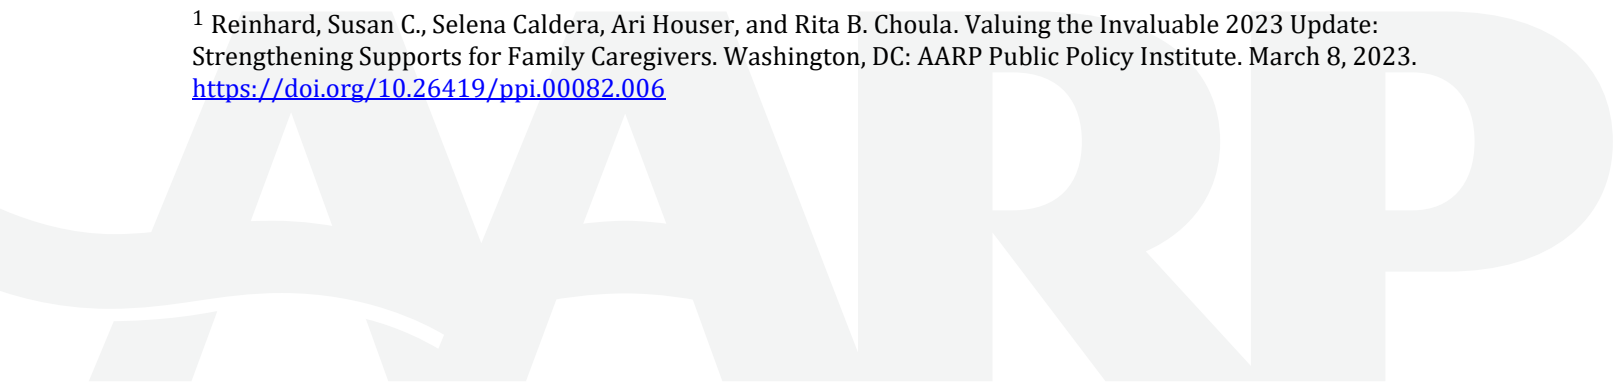 1 Reinhard, Susan C., Selena Caldera, Ari Houser, and Rita B. Choula. Valuing the Invaluable 2023 Update:
Strengthening Supports for Family Caregivers. Washington, DC: AARP Public Policy Institute. March 8, 2023.
https://doi.org/10.26419/ppi.00082.006
AARP